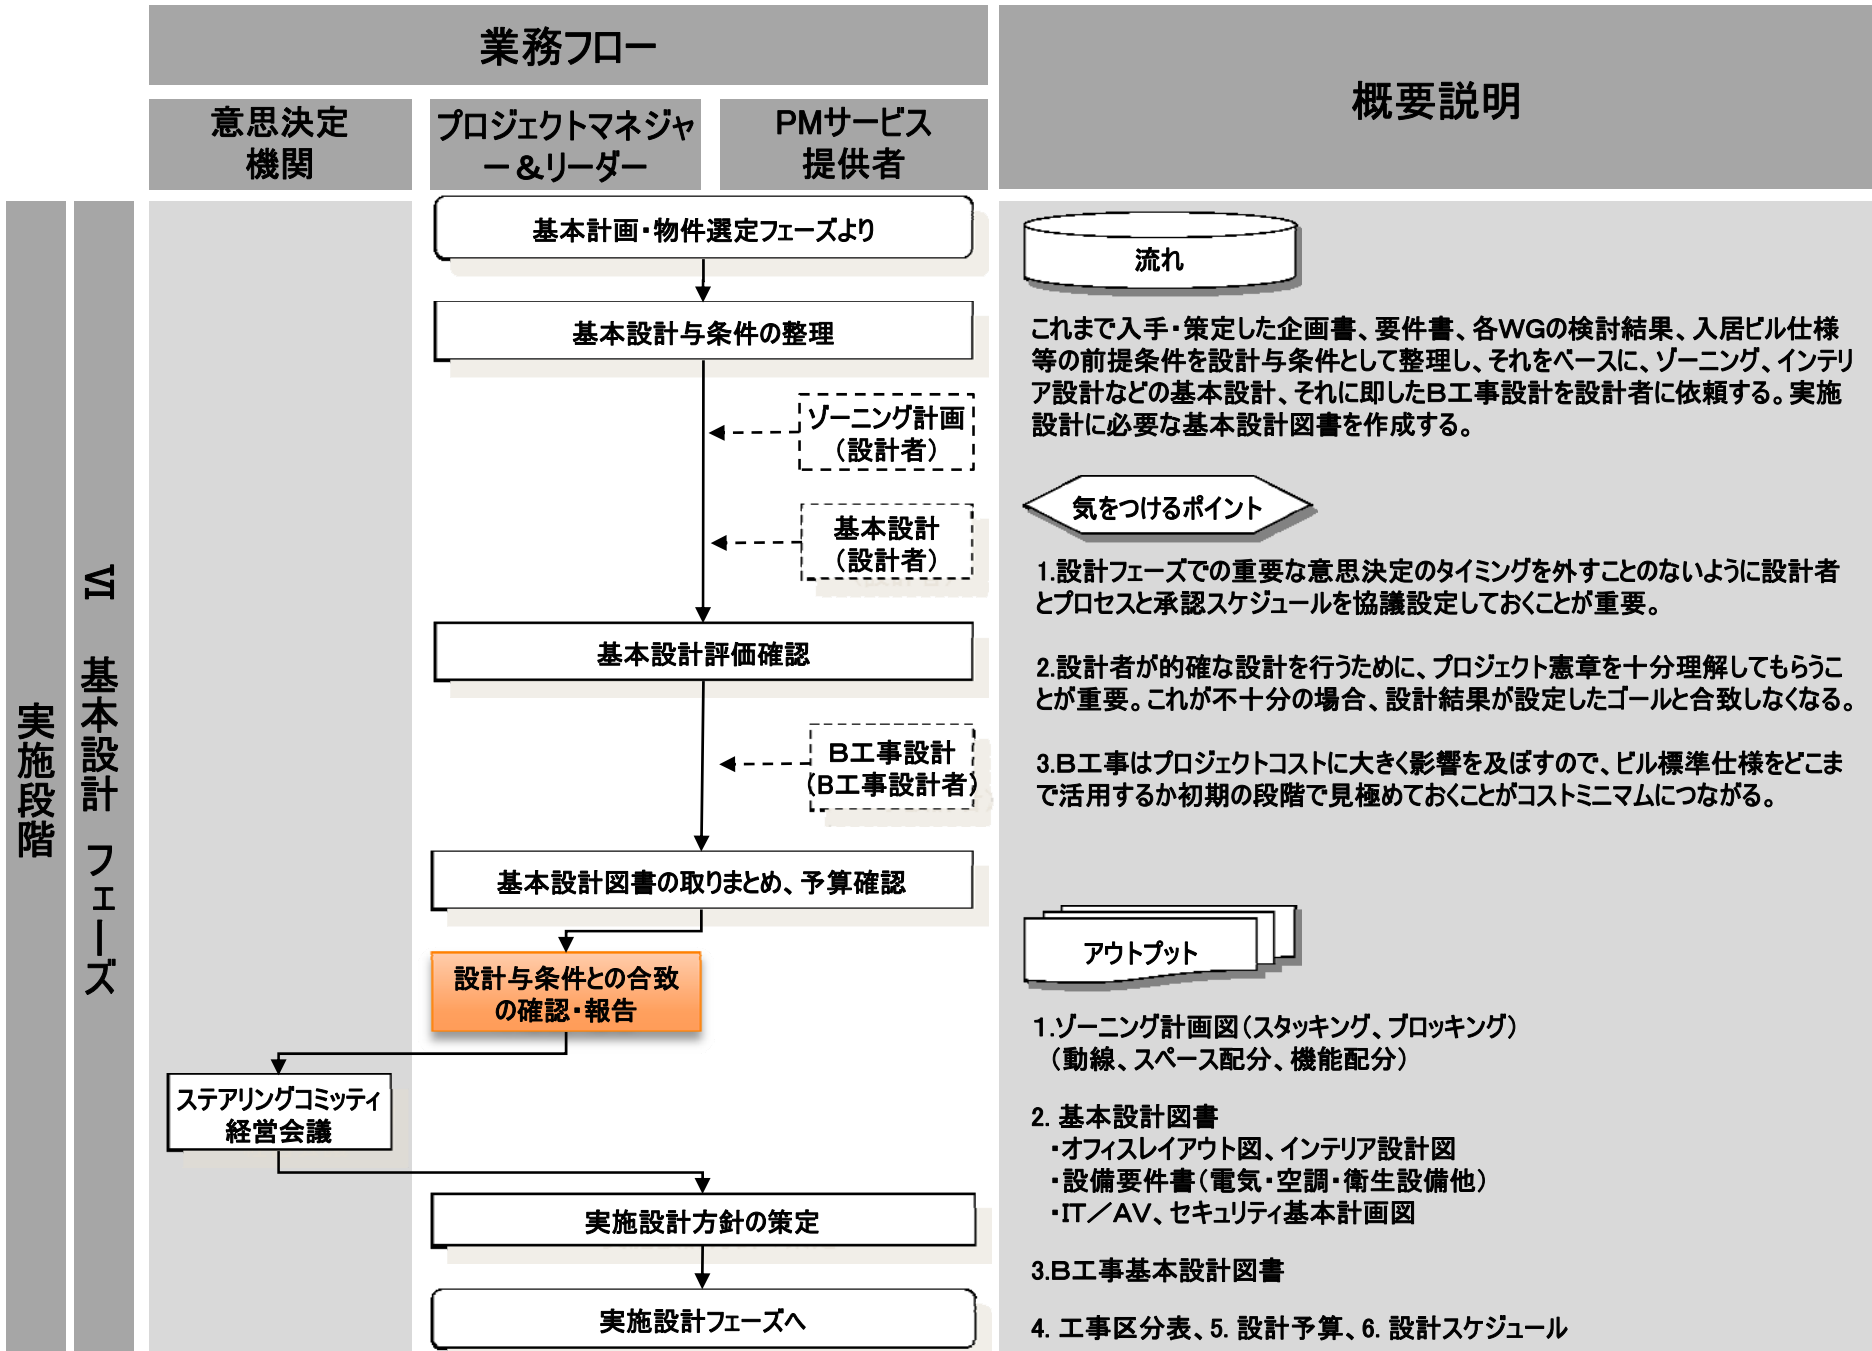 業務フロー
概要説明
意思決定
機関
プロジェクトマネジャ
ー&リーダー
PMサービス
提供者
実施段階
Ⅵ 基本設計 フェーズ
基本計画・物件選定フェーズより
基本設計与条件の整理
ゾーニング計画
（設計者）
基本設計
（設計者）
基本設計評価確認
B工事設計
(B工事設計者)
基本設計図書の取りまとめ、予算確認
設計与条件との合致
の確認・報告
ステアリングコミッティ
経営会議
実施設計方針の策定
実施設計フェーズへ
流れ
これまで入手・策定した企画書、要件書、各WGの検討結果、入居ビル仕様
等の前提条件を設計与条件として整理し、それをベースに、ゾーニング、インテリ
ア設計などの基本設計、それに即したB工事設計を設計者に依頼する。実施
設計に必要な基本設計図書を作成する。
気をつけるポイント
1.設計フェーズでの重要な意思決定のタイミングを外すことのないように設計者
とプロセスと承認スケジュールを協議設定しておくことが重要。
2.設計者が的確な設計を行うために、プロジェクト憲章を十分理解してもらうこ
とが重要。これが不十分の場合、設計結果が設定したゴールと合致しなくなる。
3.B工事はプロジェクトコストに大きく影響を及ぼすので、ビル標準仕様をどこま
で活用するか初期の段階で見極めておくことがコストミニマムにつながる。
アウトプット
1.ゾーニング計画図（スタッキング、ブロッキング）
（動線、スペース配分、機能配分）
2. 基本設計図書
・オフィスレイアウト図、インテリア設計図
・設備要件書（電気・空調・衛生設備他）
・IT／AV、セキュリティ基本計画図
3.B工事基本設計図書
4. 工事区分表、5. 設計予算、6. 設計スケジュール